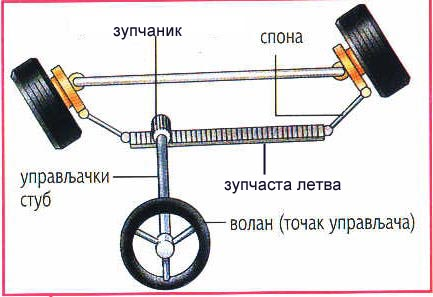 зупчаник
спона
управљачки
стуб
зупчаста летва
волан (точак управљача)